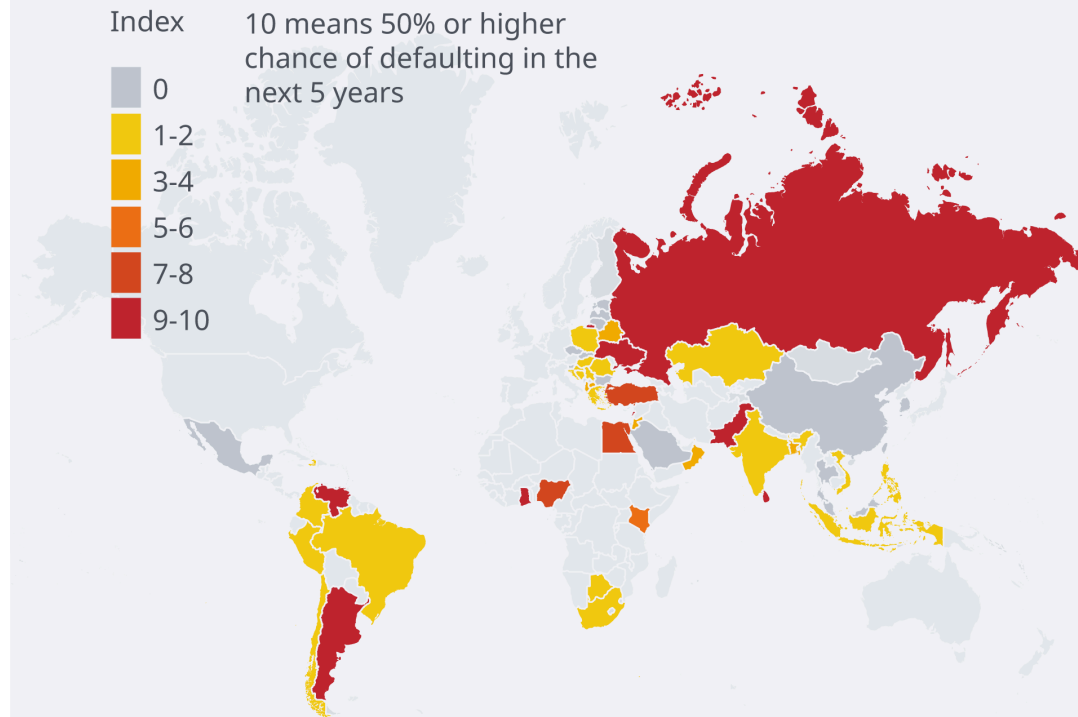 Index
10 means 50% or higher
chance of defaulting in the
next 5 years
0
1-2
3-4
5-6
7-8
9-10